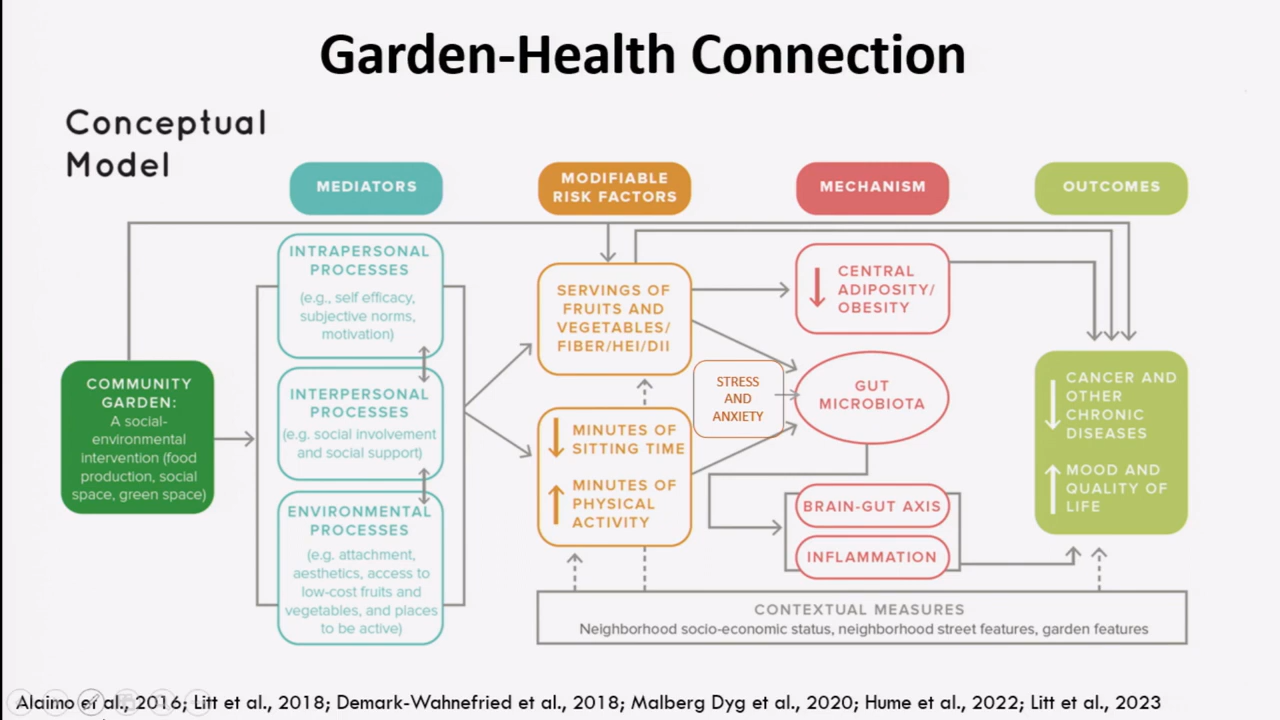 Garden-Health Connection
Conceptual
Model
MEDIATORS
MODIFIABLE
RISK FACTORS
MECHANISM
OUTCOMES
COMMUNITY
GARDEN:
A social-
environmental
intervention (food
production, social
space, green space)
INTRAPERSONAL
PROCESSES
(e.g., self efficacy,
subjective norms,
motivation)
INTERPERSONAL
PROCESSES
(e.g. social involvement
and social support)
ENVIRONMENTAL
PROCESSES
(e.g. attachment,
aesthetics, access to
low-cost fruits and
vegetables, and places
to be active)
SERVINGS OF
FRUITS AND
VEGETABLES/
FIBER/HEI/DII
MINUTES OF
SITTING TIME
MINUTES OF
PHYSICAL
ACTIVITY
STRESS
AND
ANXIETY
CENTRAL
ADIPOSITY/
OBESITY
GUT
MICROBIOTA
BRAIN-GUT AXIS
INFLAMMATION
CANCER AND
OTHER
CHRONIC
DISEASES
MOOD AND
QUALITY OF
LIFE
CONTEXTUAL MEASURES
Neighborhood socio-economic status, neighborhood street features, garden features
Alaimo et al., 2016; Litt et al., 2018; Demark-Wahnefried et al., 2018; Malberg Dyg et al., 2020; Hume et al., 2022; Litt et al., 2023